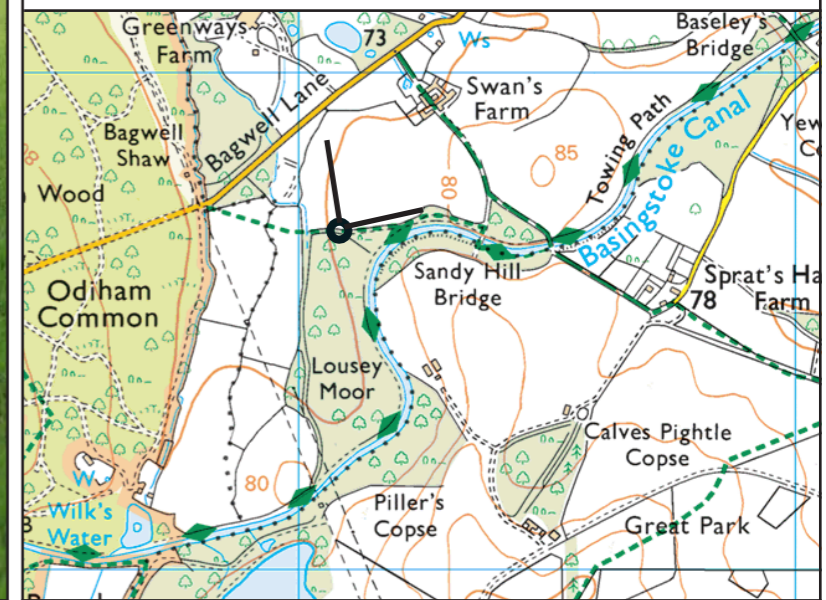 Greenways
Farm
73
Ws
Baseley's
Bridge
Swan's
Farm
Bagwell Lane
Bagwell
Shaw
85
80
Towing Path
Basingstoke Canal
Wood
Odiham
Common
Sandy Hill
Bridge
Sprat's
Farm
78
Lousey
Moor
Calves Pightle
Copse
80
W
Wilk's
Water
Piller's
Copse
Great Park